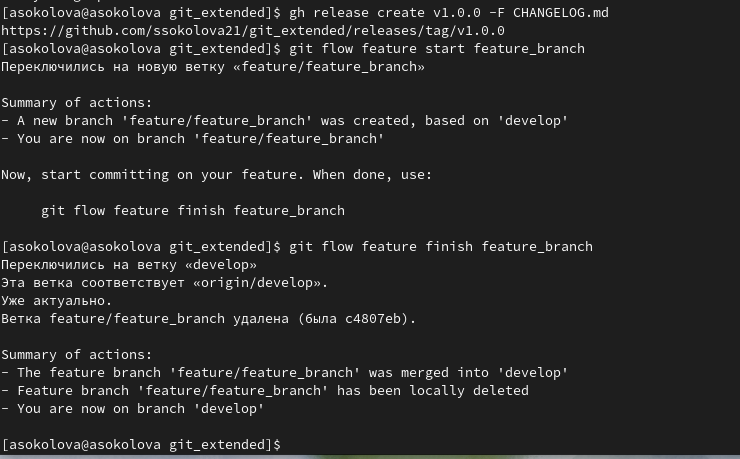 [asokolova@asokolova git_extended]$ gh release create v1.0.0 -F CHANGELOG.md
https://github.com/ssokolova21/git_extended/releases/tag/v1.0.0
[asokolova@asokolova git_extended]$ git flow feature start feature_branch
Переключились на новую ветку «feature/feature_branch»
Summary of actions:
- A new branch 'feature/feature_branch' was created, based on 'develop'
- You are now on branch 'feature/feature_branch'
Now, start committing on your feature. When done, use:
git flow feature finish feature_branch
[asokolova@asokolova git_extended]$ git flow feature finish feature_branch
Переключились на ветку «develop»
Эта ветка соответствует «origin/develop».
Уже актуально.
Ветка feature/feature_branch удалена (была c4807eb).
Summary of actions:
- The feature branch 'feature/feature_branch' was merged into 'develop'
- Feature branch 'feature/feature_branch' has been locally deleted
- You are now on branch 'develop'
[asokolova@asokolova git_extended]$